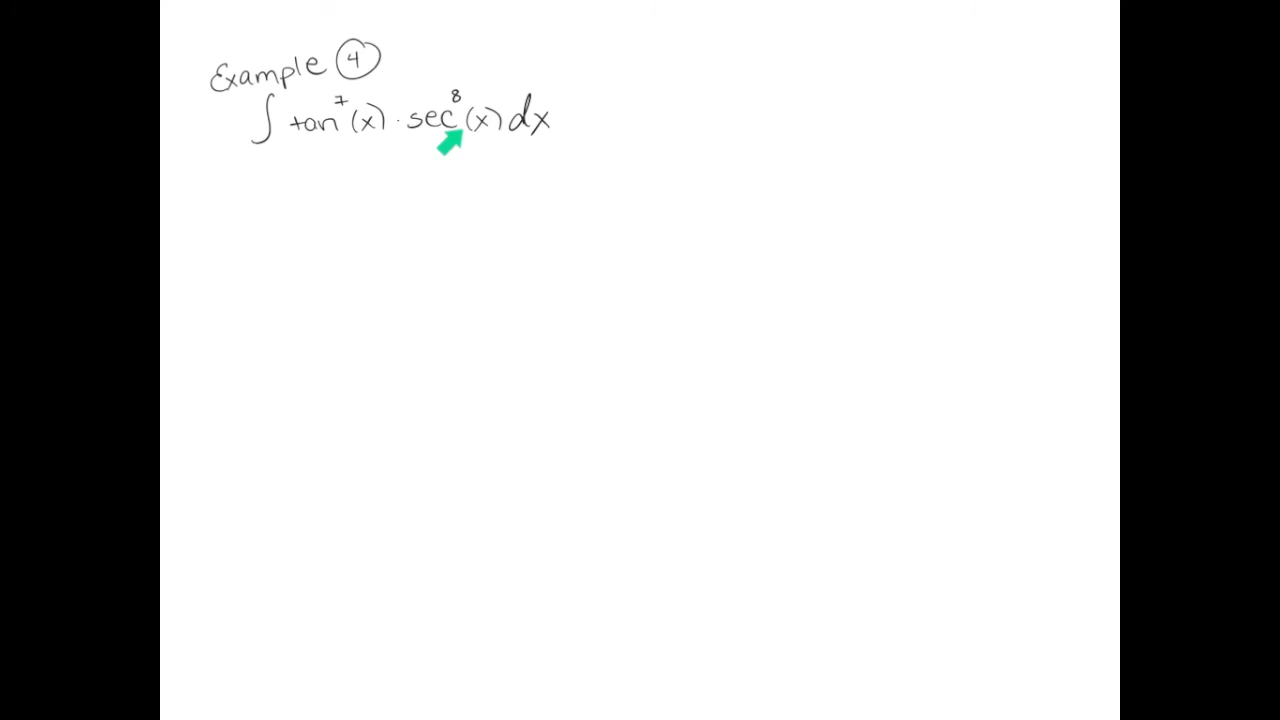 Example ④
∫ tan⁷(x) · sec⁸(x) dx